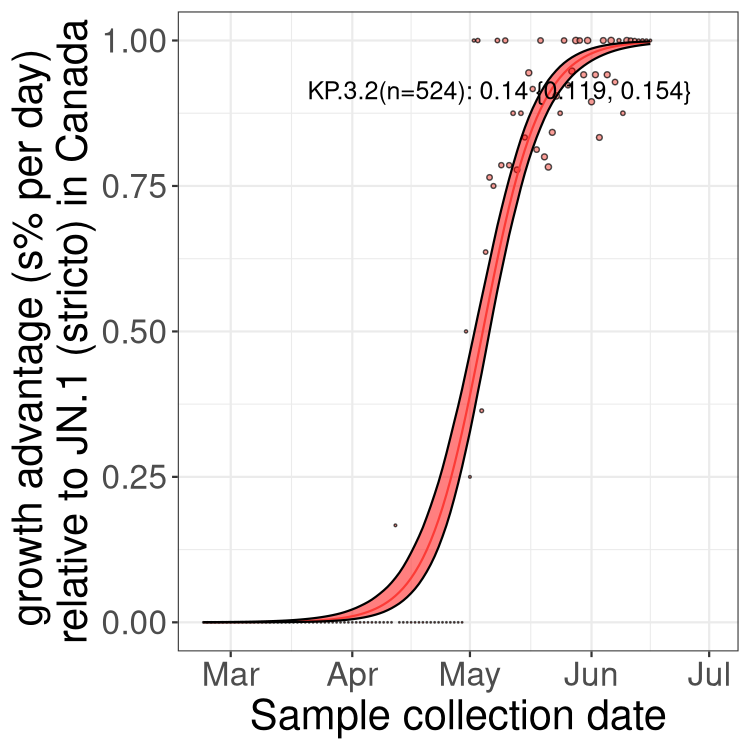 growth advantage (s% per day)
relative to JN.1 (stricto) in Canada
1.00
0.75
0.50
0.25
0.00
KP.3.2(n=524): 0.14 {0.119, 0.154}
Mar Apr May Jun Jul
Sample collection date